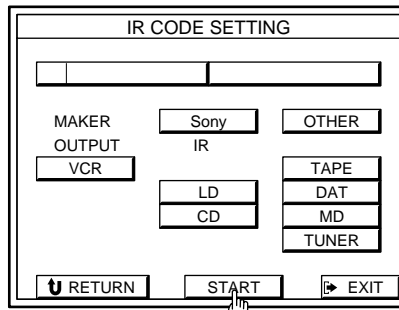 IR CODE SETTING
MAKER Sony OTHER
OUTPUT IR
VCR TAPE
LD DAT
CD MD
TUNER
RETURN START EXIT